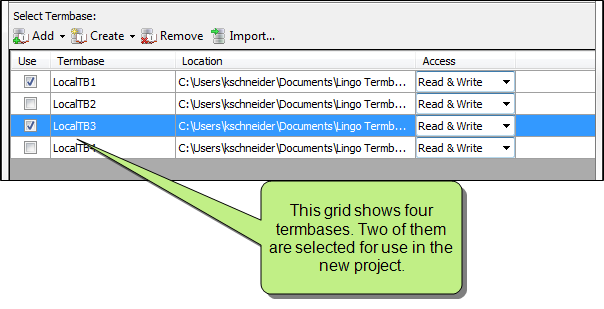 Select Termbase:
Add Create Remove Import...
Use Termbase Location Access
LocalTB1 C:\Users\kschneider\Documents\Lingo Termb... Read & Write
LocalTB2 C:\Users\kschneider\Documents\Lingo Termb... Read & Write
LocalTB3 C:\Users\kschneider\Documents\Lingo Termb... Read & Write
C:\Users\kschneider\Documents\Lingo Termb... Read & Write
This grid shows four
termbases. Two of them
are selected for use in the
new project.